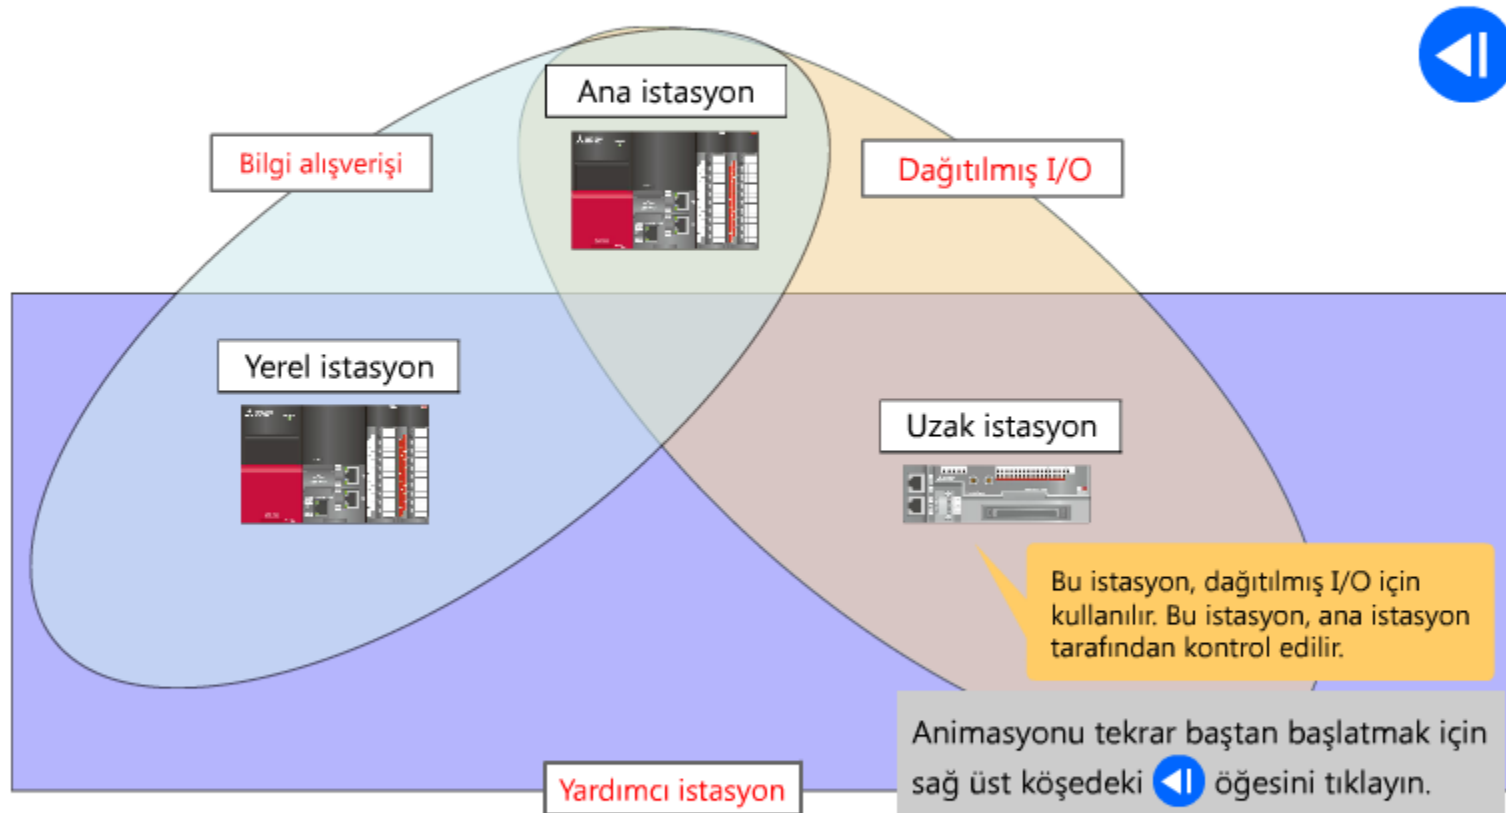 Ana istasyon
Bilgi alışverişi
Dağıtılmış I/O
Yerel istasyon
Uzak istasyon
Bu istasyon, dağıtılmış I/O için
kullanılır. Bu istasyon, ana istasyon
tarafından kontrol edilir.
Animasyonu tekrar baştan başlatmak için
sağ üst köşedeki öğesini tıklayın.
Yardımcı istasyon